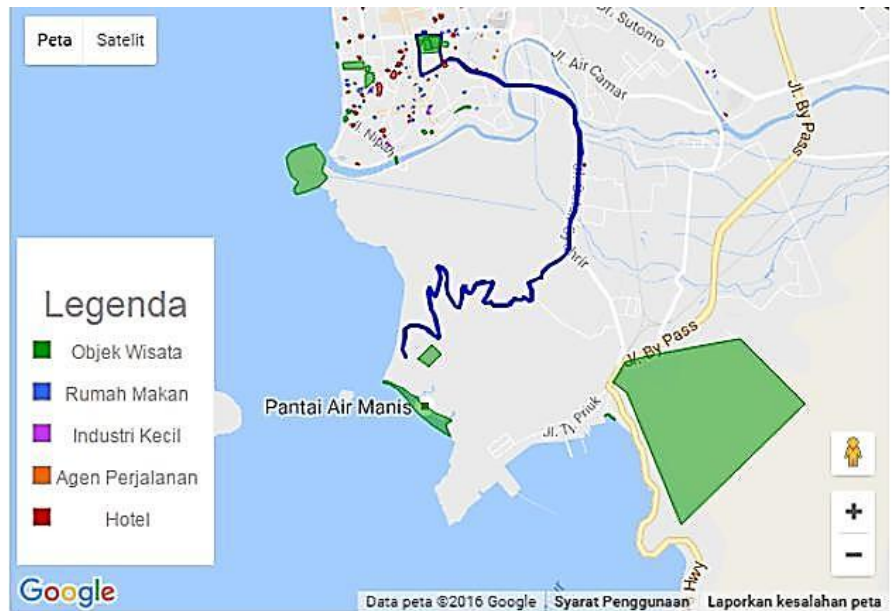 Peta Satelit
Dr. Sutomo
Jl. Air Camar
Jl. By Pass
Jl. Nipah
Legenda
Objek Wisata
Rumah Makan
Industri Kecil
Agen Perjalanan
Hotel
Jl. By Pass
Pantai Air Manis
Jl. Tj. Priuk
+
−
Hwy
Google
Data peta ©2016 Google Syarat Penggunaan Laporkan kesalahan peta